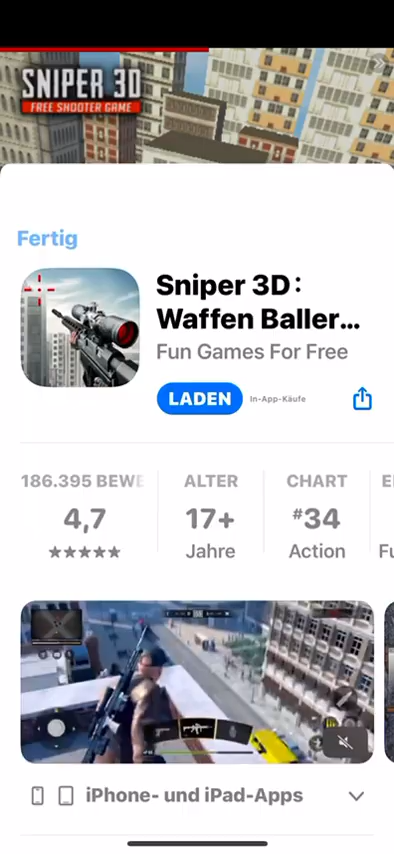 SNIPER 3D
FREE SHOOTER GAME
Fertig
Sniper 3D:
Waffen Baller...
Fun Games For Free
LADEN
In-App-Käufe
186.395 BEWE
ALTER
CHART
4,7
17+
#34
Jahre
Action
iPhone- und iPad-Apps